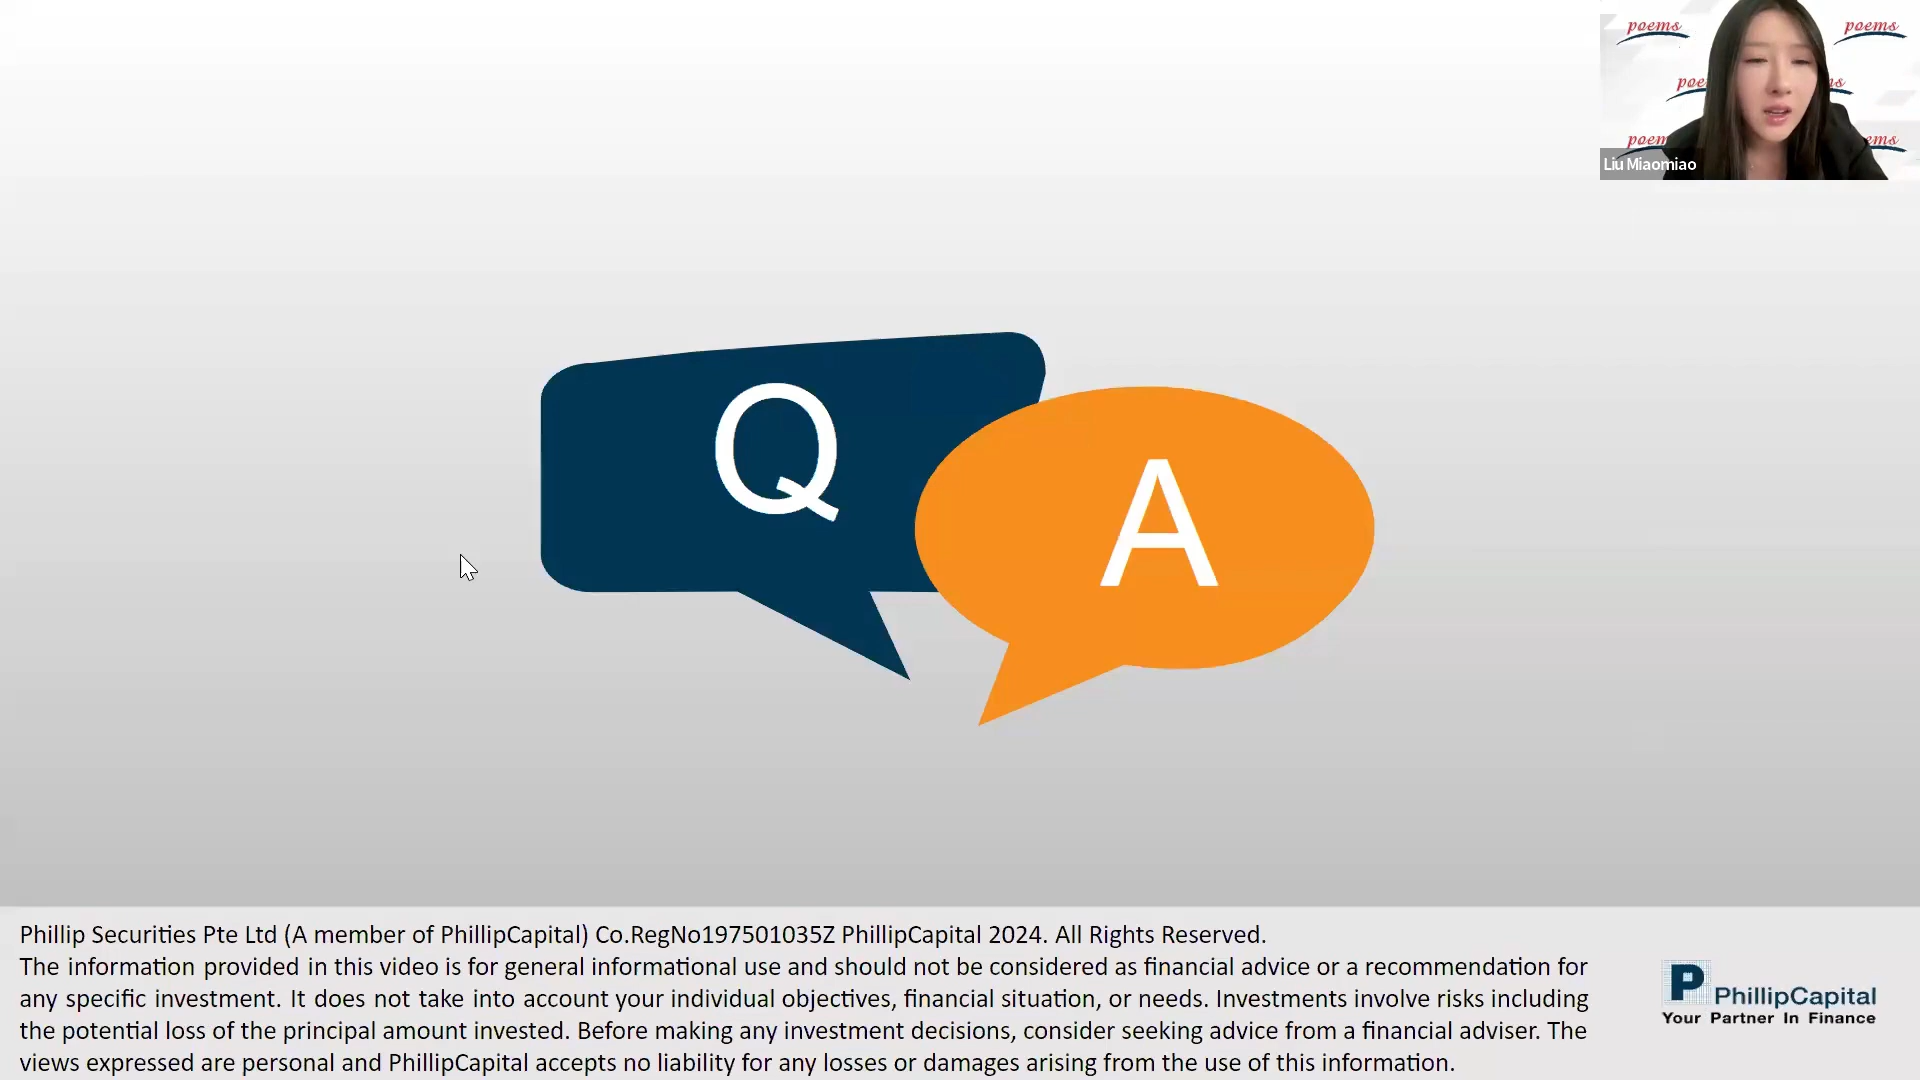 poems
poems
poe
ms
poem
ems
Liu Miaomiao
Q
A
Phillip Securities Pte Ltd (A member of PhillipCapital) Co.RegNo197501035Z PhillipCapital 2024. All Rights Reserved.
The information provided in this video is for general informational use and should not be considered as financial advice or a recommendation for
any specific investment. It does not take into account your individual objectives, financial situation, or needs. Investments involve risks including
the potential loss of the principal amount invested. Before making any investment decisions, consider seeking advice from a financial adviser. The
views expressed are personal and PhillipCapital accepts no liability for any losses or damages arising from the use of this information.
P
PhillipCapital
Your Partner In Finance